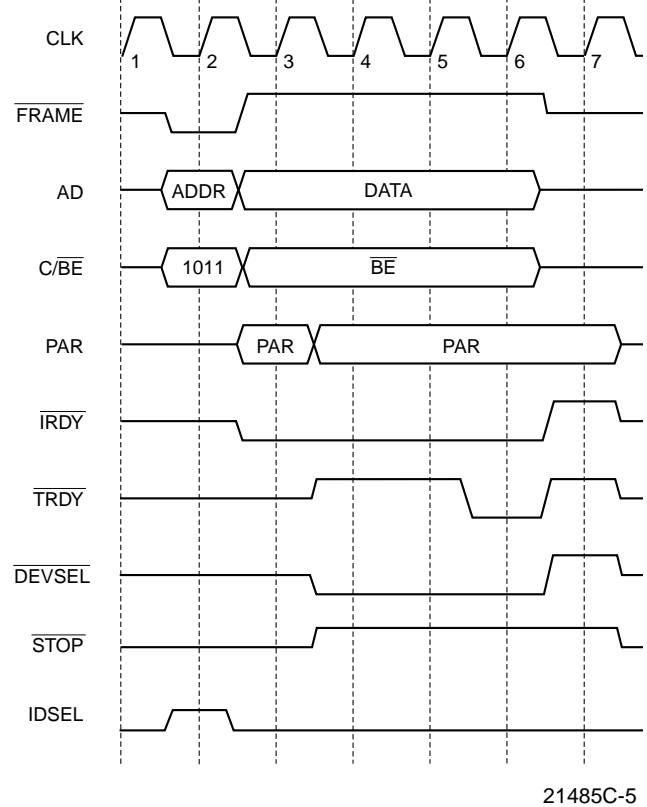 CLK
1 2 3 4 5 6 7
FRAME
AD
ADDR DATA
C/BE
1011 BE
PAR
PAR PAR
IRDY
TRDY
DEVSEL
STOP
IDSEL
21485C-5